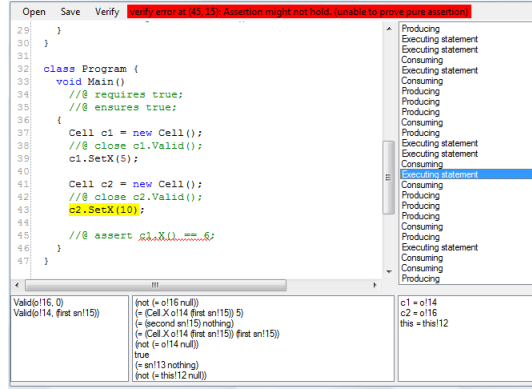 Open Save Verify verify error at (45, 15): Assertion might not hold. (unable to prove pure assertion)
29 }
30 }
31
32 class Program {
33 void Main()
34 //@ requires true;
35 //@ ensures true;
36 {
37 Cell c1 = new Cell();
38 //@ close c1.Valid();
39 c1.SetX(5);
40
41 Cell c2 = new Cell();
42 //@ close c2.Valid();
43 c2.SetX(10);
44
45 //@ assert c1.X() == 6;
46 }
47 }
Producing
Executing statement
Executing statement
Consuming
Executing statement
Consuming
Producing
Producing
Producing
Consuming
Producing
Executing statement
Executing statement
Consuming
Executing statement
Consuming
Producing
Producing
Producing
Consuming
Producing
Executing statement
Consuming
Consuming
Producing
Valid(o!16, 0)
Valid(o!14, (first sn!15))
(not (= o!16 null))
(= (Cell.X o!14 (first sn!15)) 5)
(= (second sn!15) nothing)
(= (Cell.X o!14 (first sn!15)) (first sn!15))
(not (= o!14 null))
true
(= sn!13 nothing)
(not (= this!12 null))
c1 = o!14
c2 = o!16
this = this!12